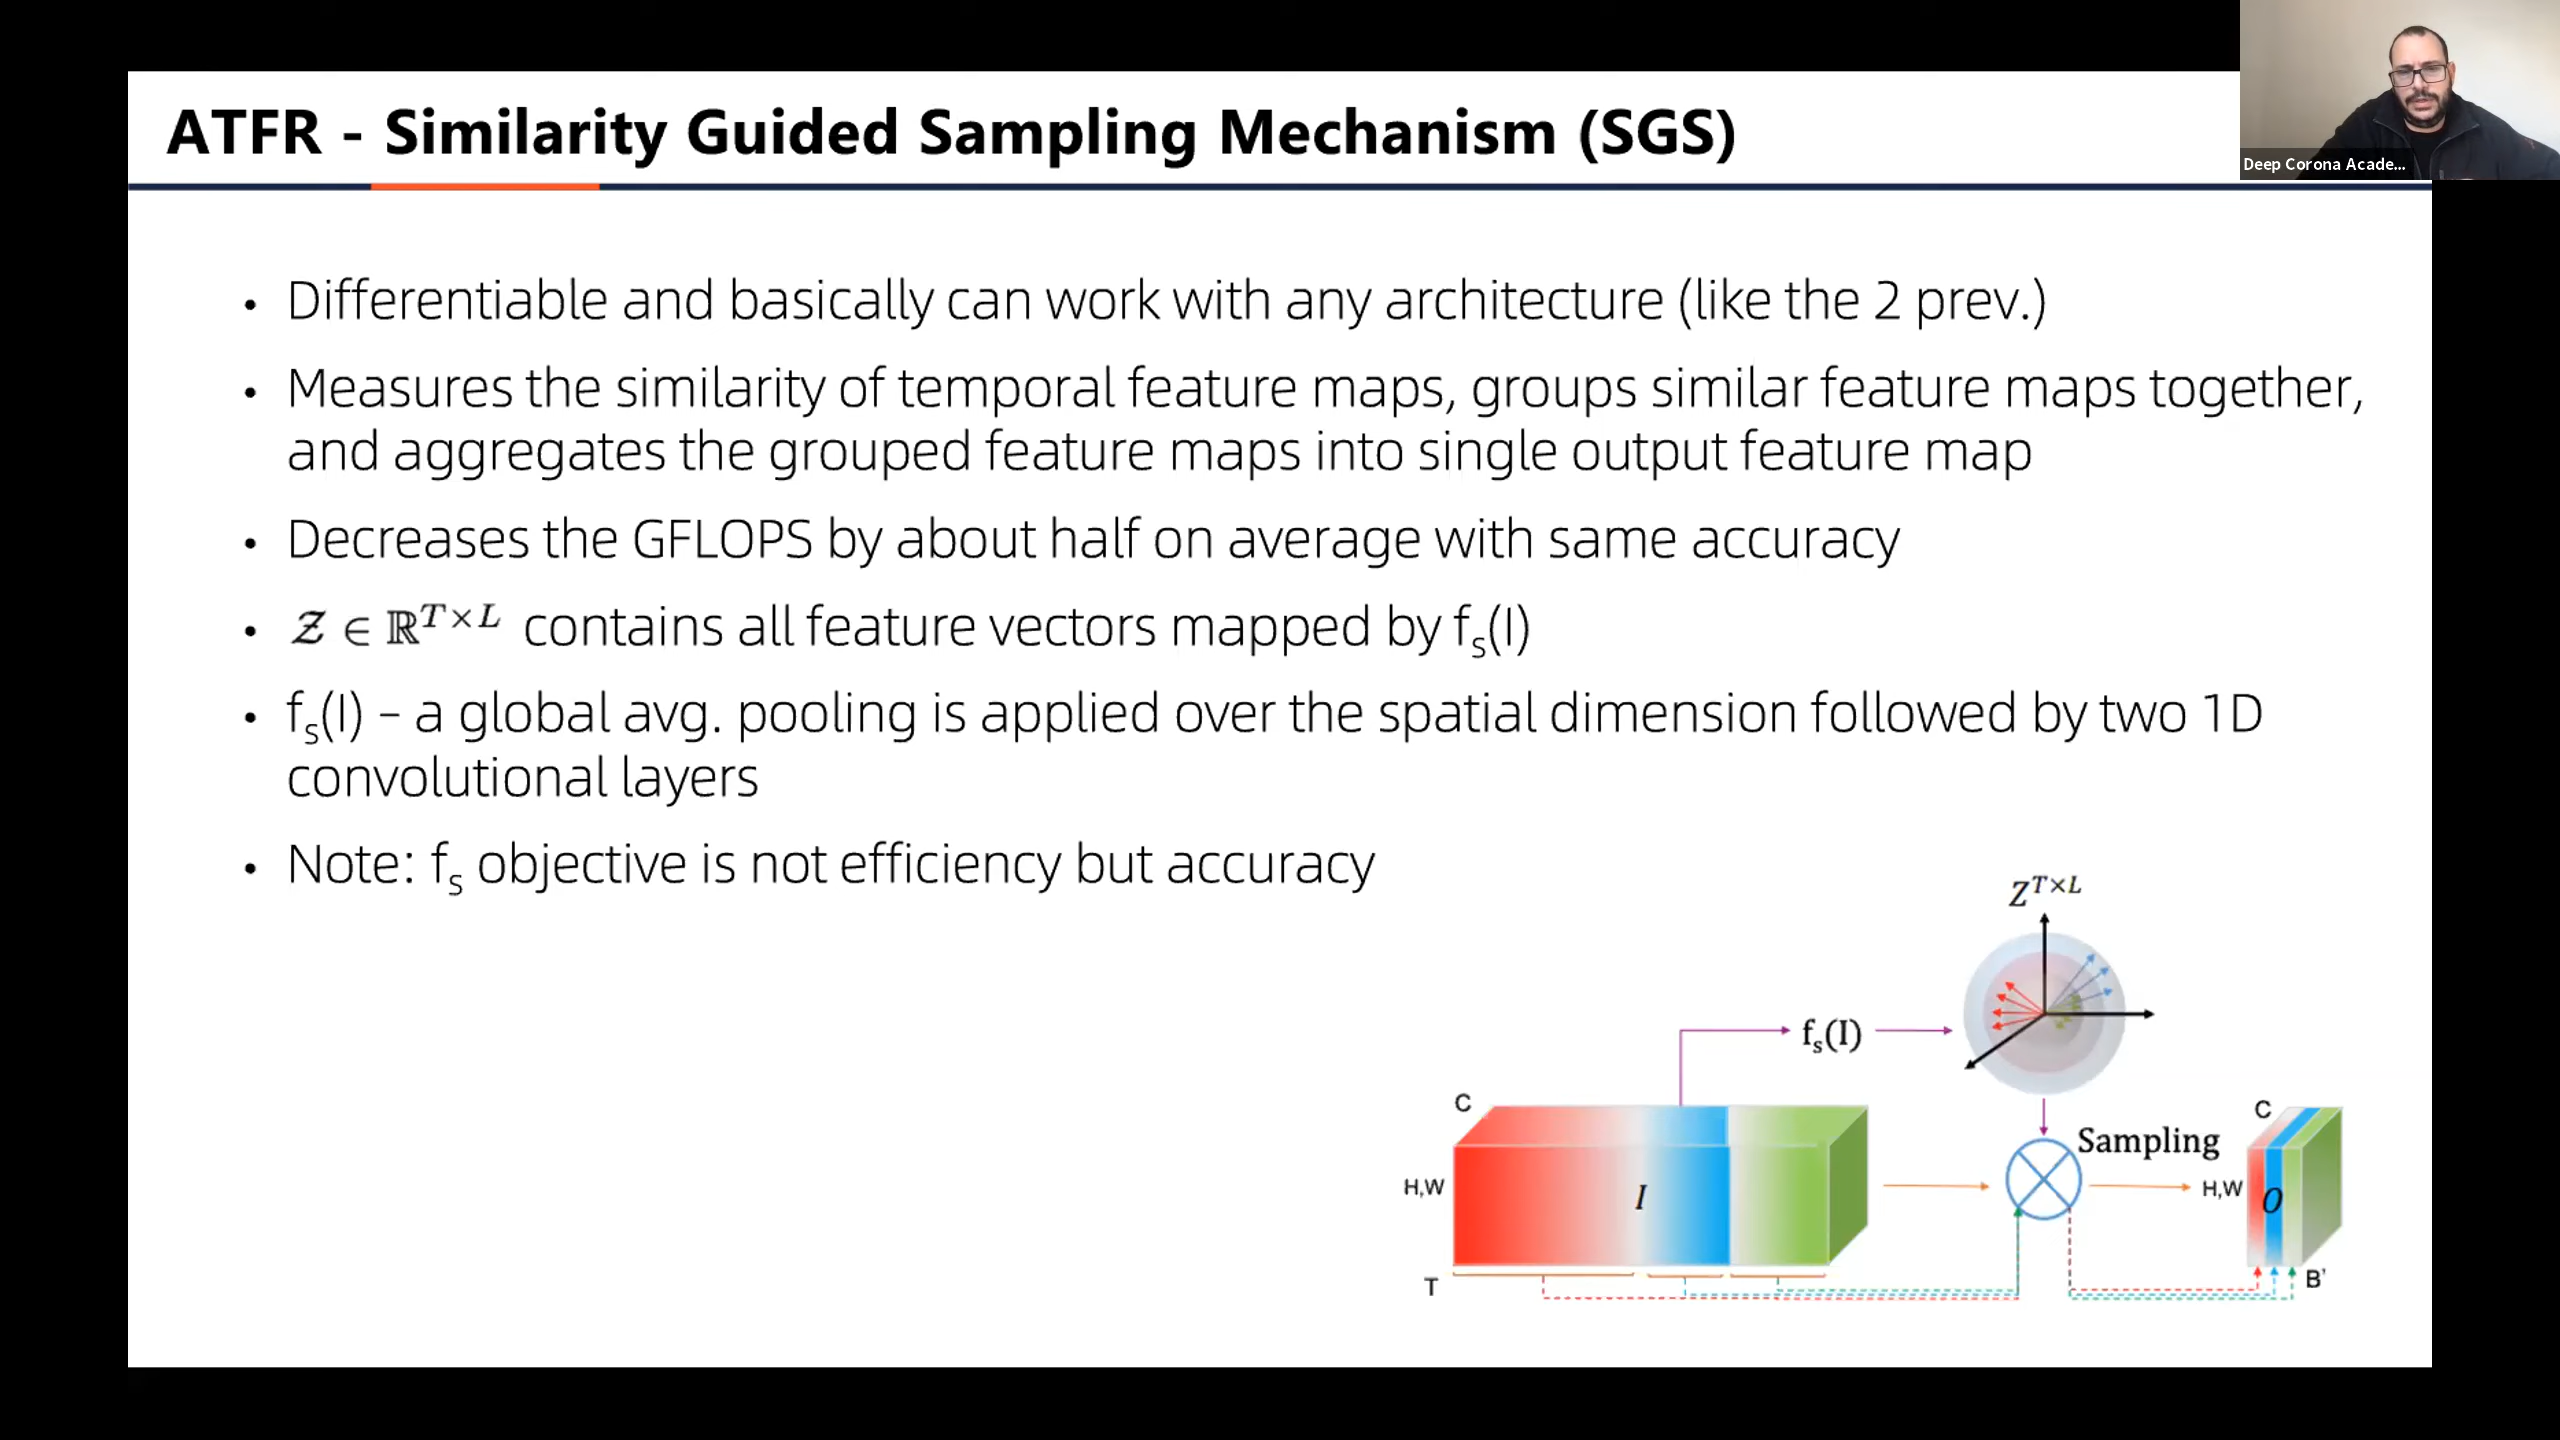 ATFR - Similarity Guided Sampling Mechanism (SGS)
Deep Corona Acade...
• Differentiable and basically can work with any architecture (like the 2 prev.)
• Measures the similarity of temporal feature maps, groups similar feature maps together,
and aggregates the grouped feature maps into single output feature map
• Decreases the GFLOPS by about half on average with same accuracy
• 𝒵 ∈ ℝ^{T×L} contains all feature vectors mapped by f_s(I)
• f_s(I) – a global avg. pooling is applied over the spatial dimension followed by two 1D
convolutional layers
• Note: f_s objective is not efficiency but accuracy
Z^{T×L}
f_s(I)
C
H,W
I
T
Sampling
C
H,W
O
B'